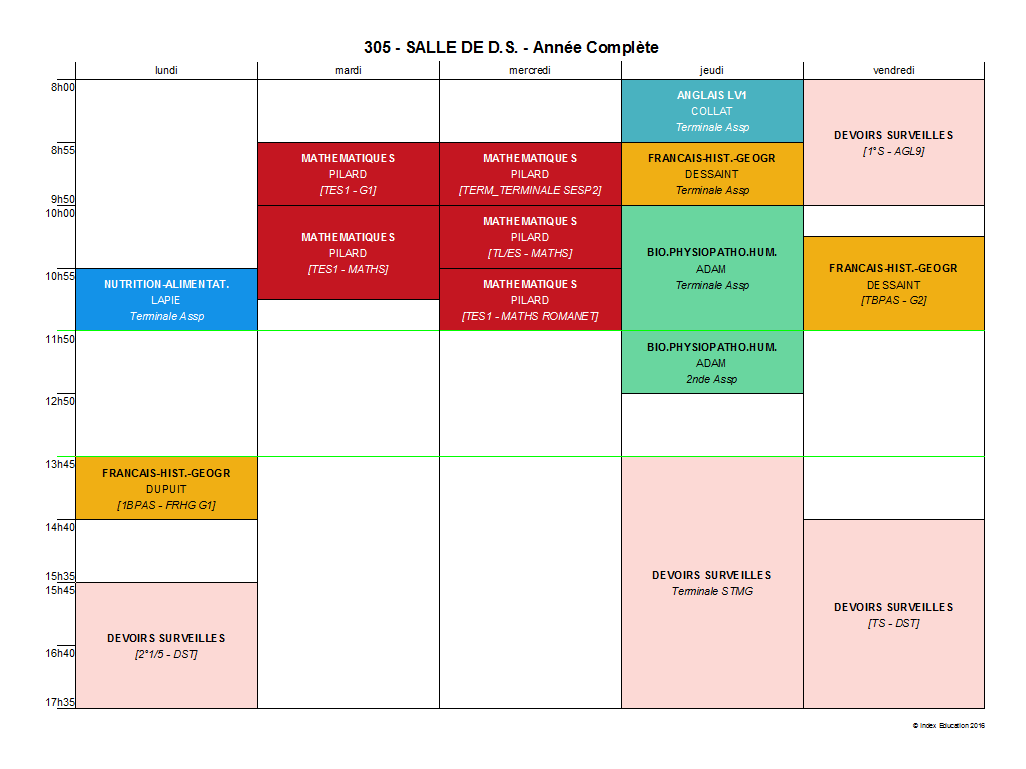 305 - SALLE DE D.S. - Année Complète
lundi
mardi
mercredi
jeudi
vendredi
8h00
8h55
9h50
10h00
10h55
11h50
12h50
13h45
14h40
15h35
15h45
16h40
17h35
NUTRITION-ALIMENTAT.
LAPIE
Terminale Assp
FRANCAIS-HIST.-GEOGR
DUPUIT
[1BPAS - FRHG G1]
DEVOIRS SURVEILLES
[2°1/5 - DST]
MATHEMATIQUES
PILARD
[TES1 - G1]
MATHEMATIQUES
PILARD
[TES1 - MATHS]
MATHEMATIQUES
PILARD
[TERM_TERMINALE SESP2]
MATHEMATIQUES
PILARD
[TL/ES - MATHS]
MATHEMATIQUES
PILARD
[TES1 - MATHS ROMANET]
ANGLAIS LV1
COLLAT
Terminale Assp
FRANCAIS-HIST.-GEOGR
DESSAINT
Terminale Assp
BIO.PHYSIOPATHO.HUM.
ADAM
Terminale Assp
BIO.PHYSIOPATHO.HUM.
ADAM
2nde Assp
DEVOIRS SURVEILLES
Terminale STMG
DEVOIRS SURVEILLES
[1°S - AGL9]
FRANCAIS-HIST.-GEOGR
DESSAINT
[TBPAS - G2]
DEVOIRS SURVEILLES
[TS - DST]
© Index Education 2016